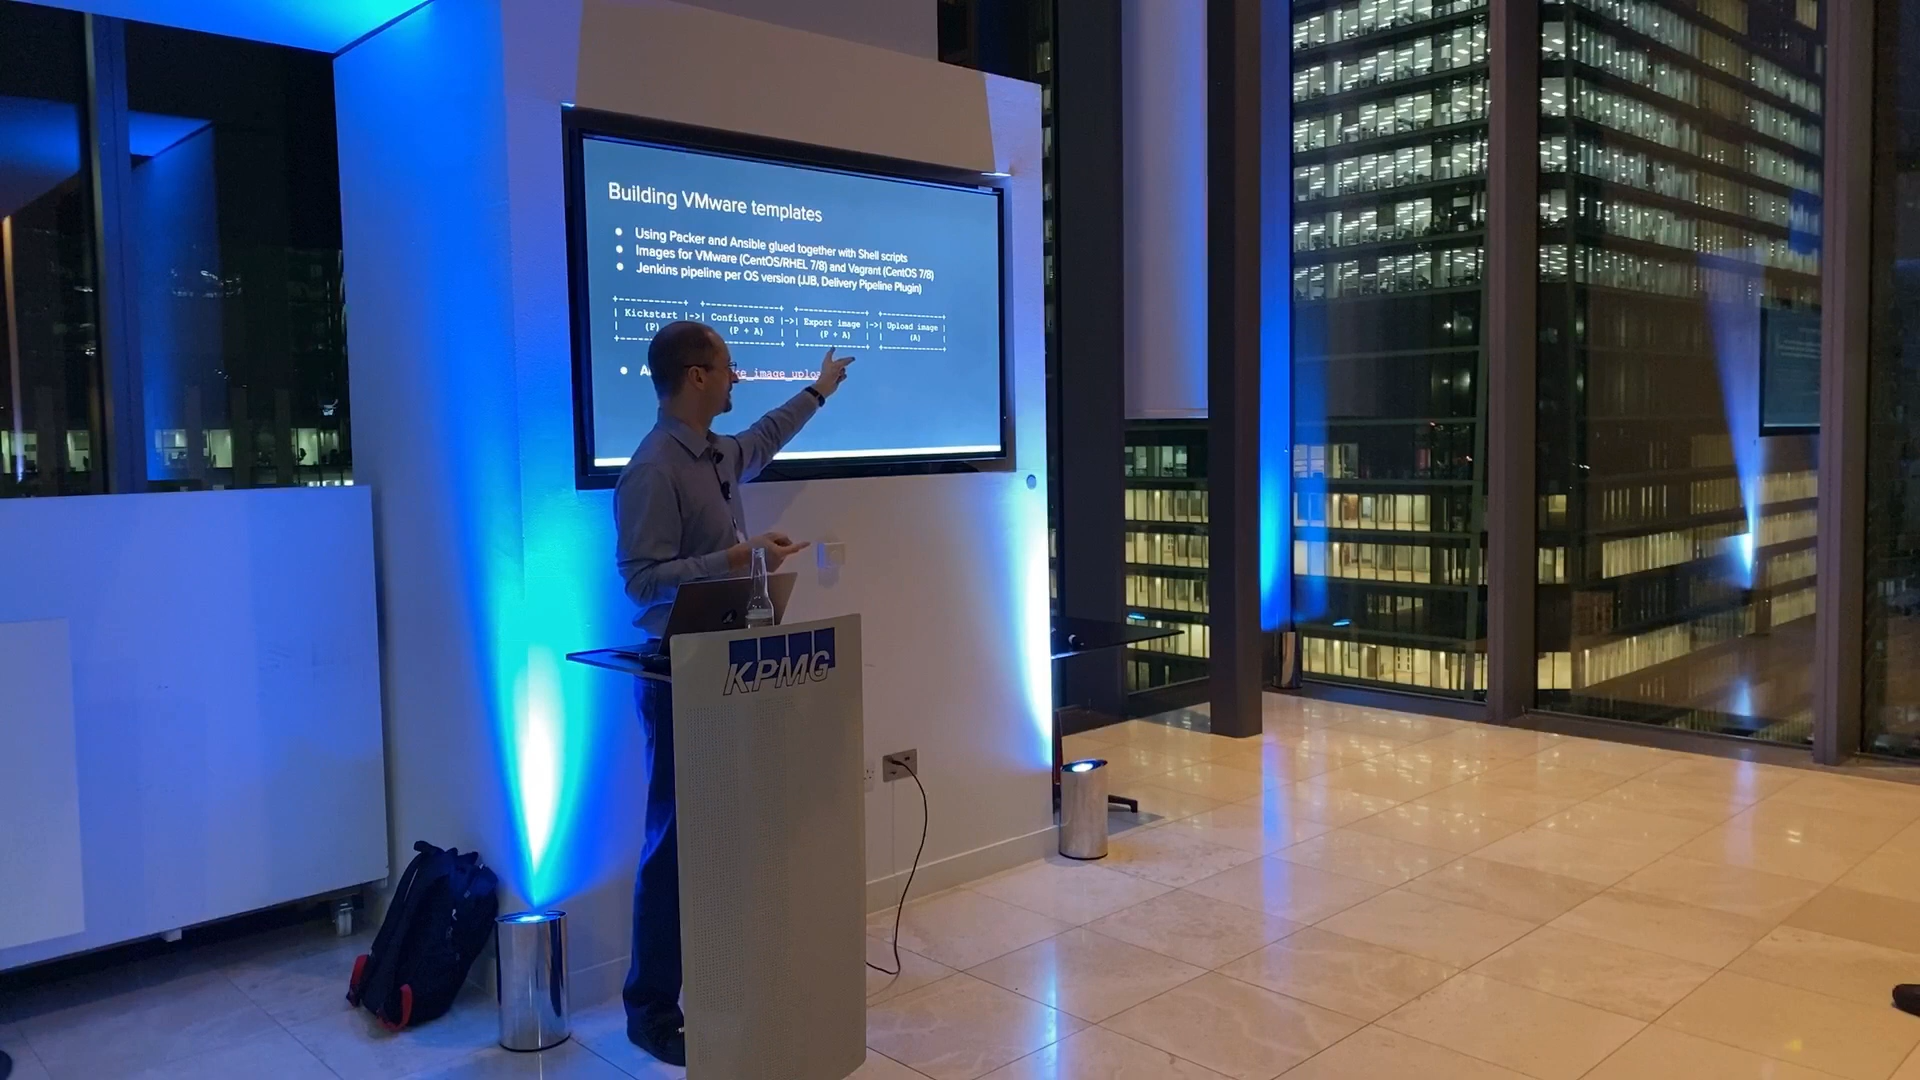 Building VMware templates
● Using Packer and Ansible glued together with Shell scripts
● Images for VMware (CentOS/RHEL 7/8) and Vagrant (CentOS 7/8)
● Jenkins pipeline per OS version (JJB, Delivery Pipeline Plugin)
+------------+ +-------------+ +------------+ +------------+
| Kickstart |->| Configure OS |->| Export image |->| Upload image |
| (P) (P + A) | | (P + A) | | (A) |
+------------+ +------------+ +------------+
● _image_uplo
KPMG